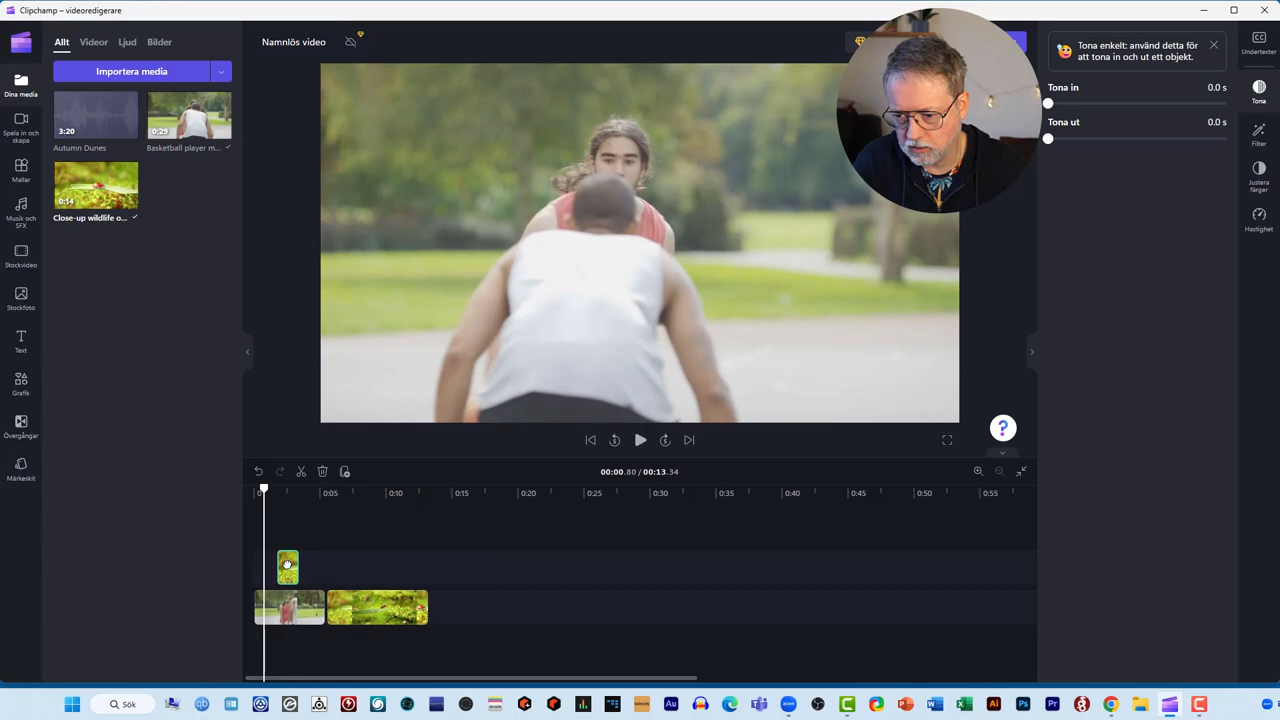 Clipchamp – videoredigerare
Allt Videor Ljud Bilder
Importera media
3:20
Autumn Dunes
0:29
Basketball player m...
0:14
Close-up wildlife o...
Dina media
Spela in och
skapa
Mallar
Musik och
SFX
Stockvideo
Stockfoto
Text
Grafik
Övergångar
Märkeskit
Namnlös video
Tona enkelt: använd detta för
att tona in och ut ett objekt.
Tona in 0.0 s
Tona ut 0.0 s
Undertexter
Tona
Filter
Justera
färger
Hastighet
5
5
?
00:00.80 / 00:13.34
0 0:05 0:10 0:15 0:20 0:25 0:30 0:35 0:40 0:45 0:50 0:55
Sök